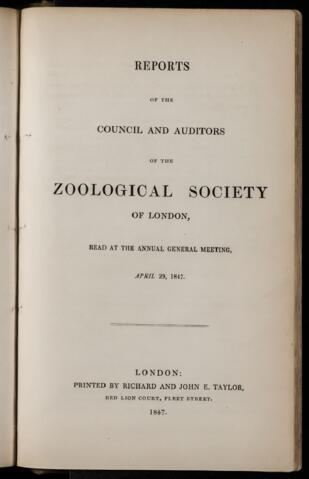 REPORTS
OF THE
COUNCIL AND AUDITORS
OF THE
ZOOLOGICAL SOCIETY
OF LONDON,
READ AT THE ANNUAL GENERAL MEETING,
APRIL 29, 1847.
LONDON:
PRINTED BY RICHARD AND JOHN E. TAYLOR,
RED LION COURT, FLEET STREET.
1847.